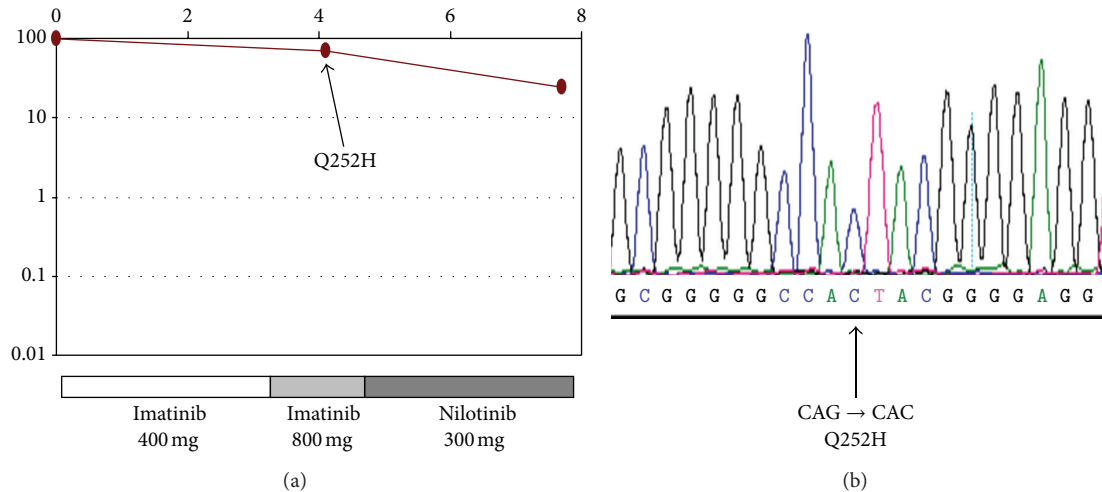 0 2 4 6 8
100
10
Q252H
1
0.1
0.01
Imatinib 400 mg
Imatinib 800 mg
Nilotinib 300 mg
(a)
G C G G G G G C C A C T A C G G G G A G G
CAG → CAC
Q252H
(b)